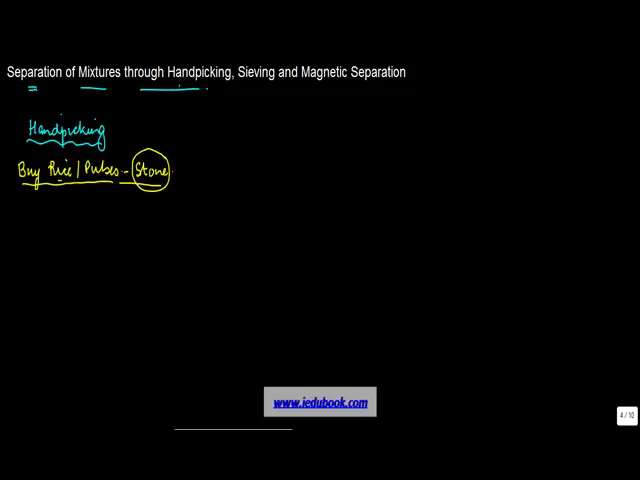 Separation of Mixtures through Handpicking, Sieving and Magnetic Separation
Handpicking
Buy Rice / Pulses -- Stone.
www.iedubook.com
4 / 10